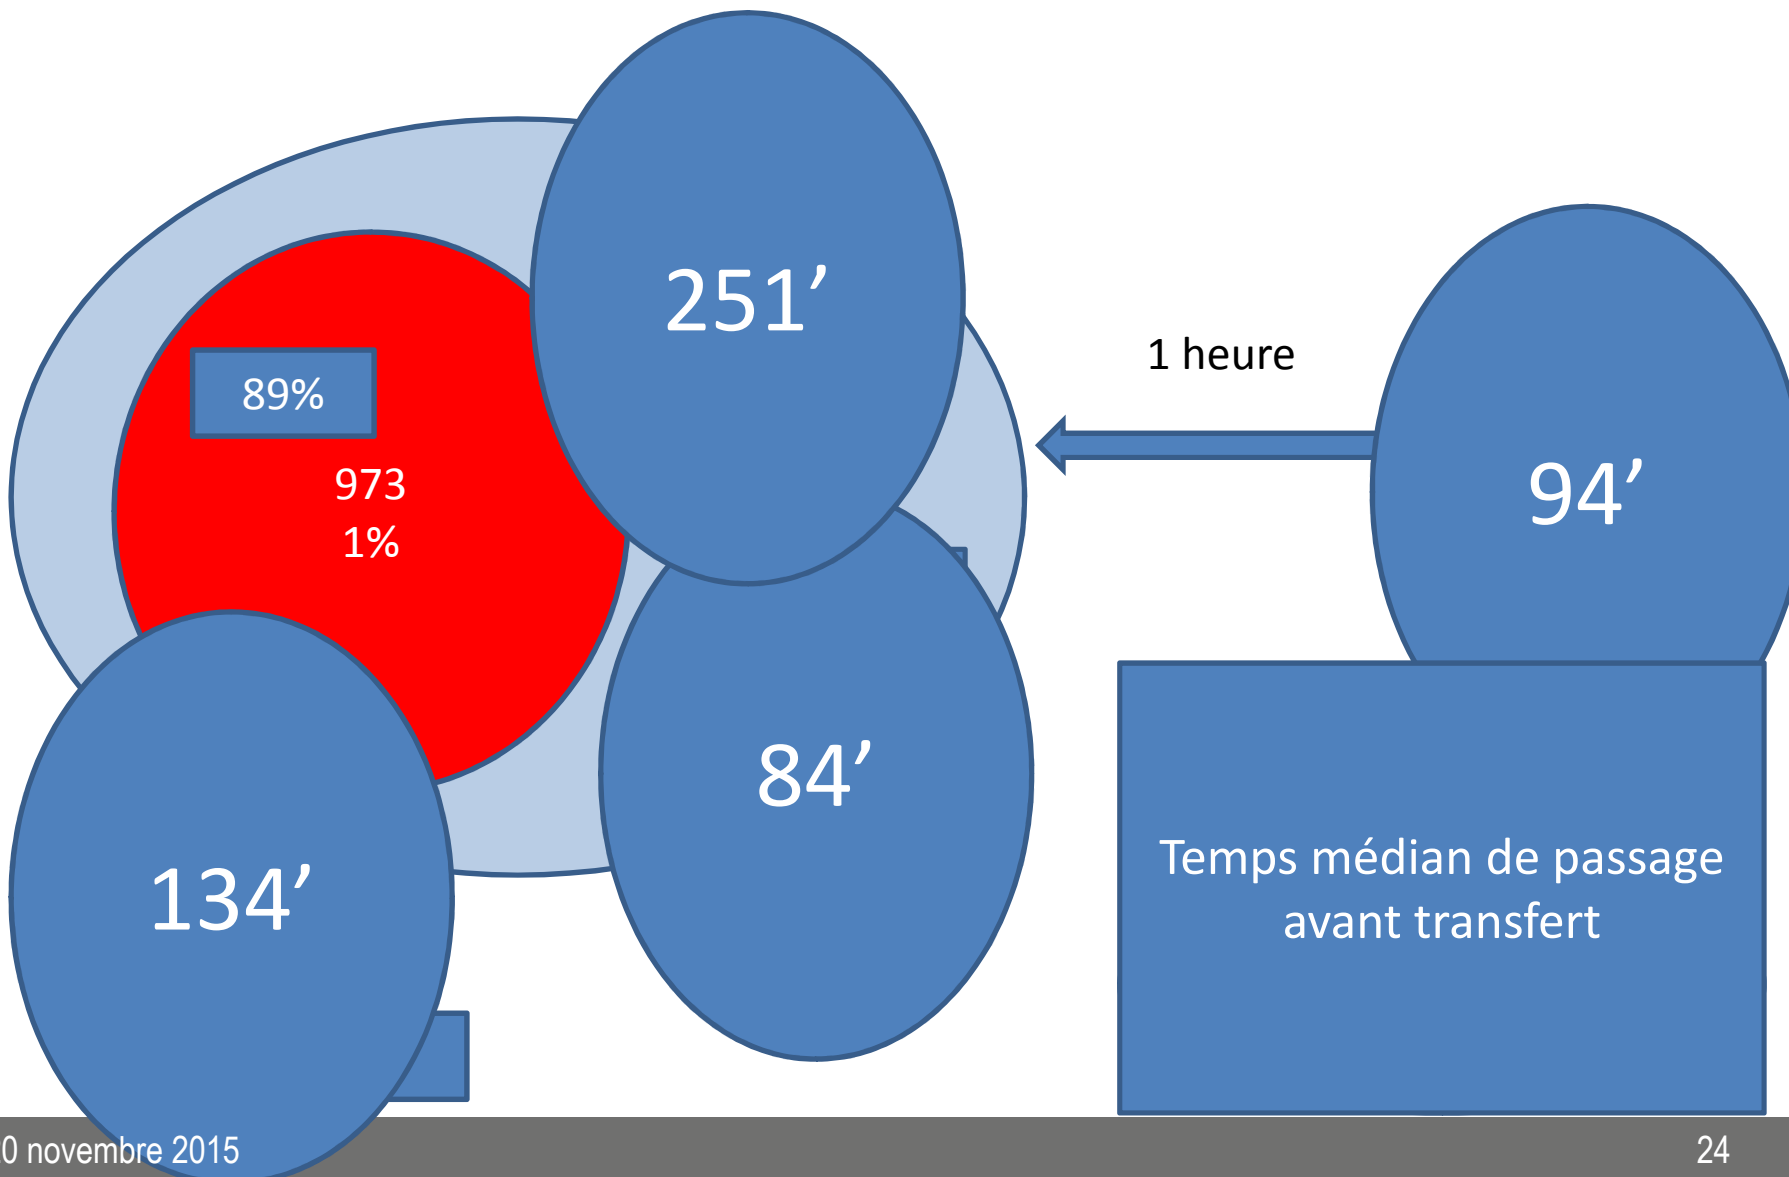 251’
1 heure
89%
94’
973
1%
84’
134’
Temps médian de passage
avant transfert
0 novembre 2015
24